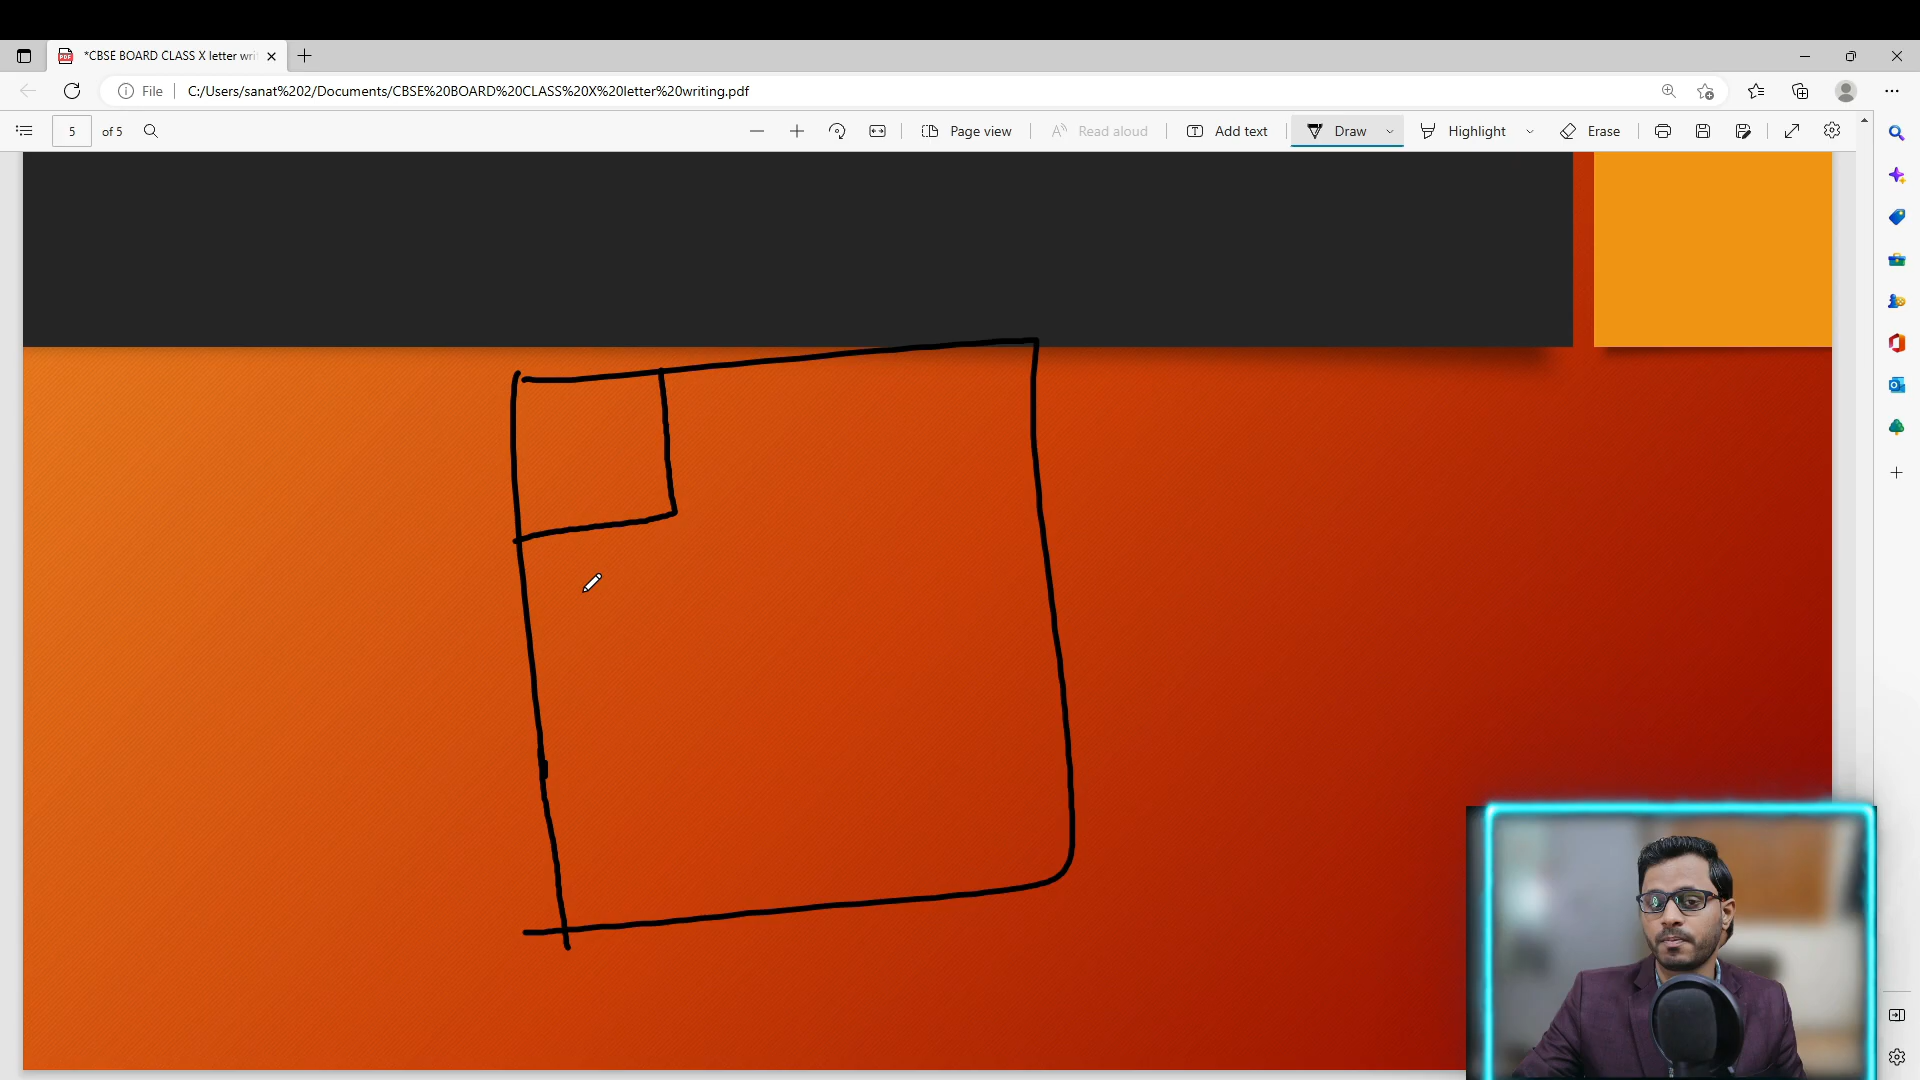 *CBSE BOARD CLASS X letter wri
File C:/Users/sanat%202/Documents/CBSE%20BOARD%20CLASS%20X%20letter%20writing.pdf
5 of 5 Page view Read aloud Add text Draw Highlight Erase